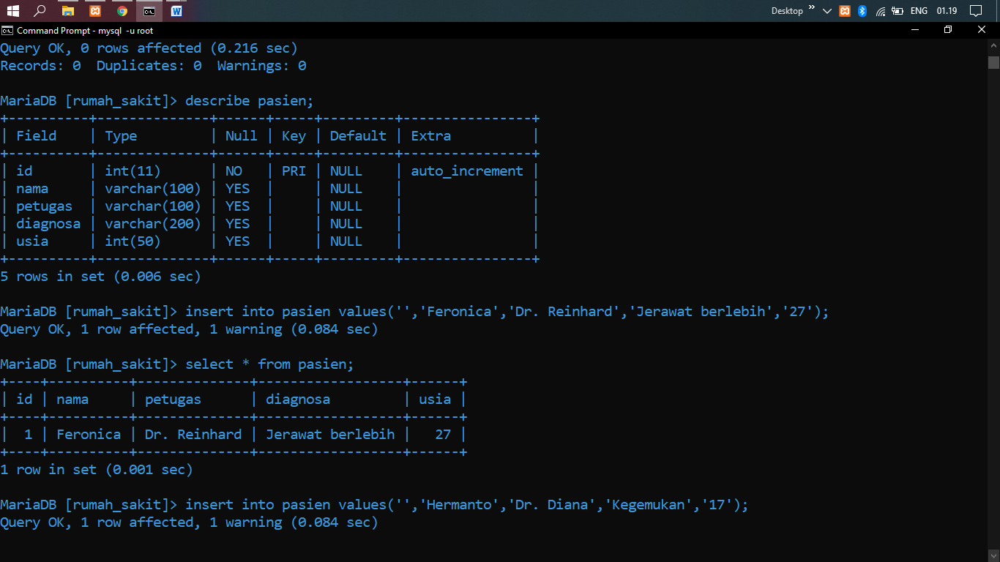 Desktop » ENG 01.19
Command Prompt - mysql  -u root
Query OK, 0 rows affected (0.216 sec)
Records: 0  Duplicates: 0  Warnings: 0
MariaDB [rumah_sakit]> describe pasien;
+----------+--------------+------+-----+---------+----------------+
| Field    | Type         | Null | Key | Default | Extra          |
+----------+--------------+------+-----+---------+----------------+
| id       | int(11)      | NO   | PRI | NULL    | auto_increment |
| nama     | varchar(100) | YES  |     | NULL    |                |
| petugas  | varchar(100) | YES  |     | NULL    |                |
| diagnosa | varchar(200) | YES  |     | NULL    |                |
| usia     | int(50)      | YES  |     | NULL    |                |
+----------+--------------+------+-----+---------+----------------+
5 rows in set (0.006 sec)
MariaDB [rumah_sakit]> insert into pasien values('','Feronica','Dr. Reinhard','Jerawat berlebih','27');
Query OK, 1 row affected, 1 warning (0.084 sec)
MariaDB [rumah_sakit]> select * from pasien;
+----+----------+--------------+------------------+------+
| id | nama     | petugas      | diagnosa         | usia |
+----+----------+--------------+------------------+------+
|  1 | Feronica | Dr. Reinhard | Jerawat berlebih |   27 |
+----+----------+--------------+------------------+------+
1 row in set (0.001 sec)
MariaDB [rumah_sakit]> insert into pasien values('','Hermanto','Dr. Diana','Kegemukan','17');
Query OK, 1 row affected, 1 warning (0.084 sec)